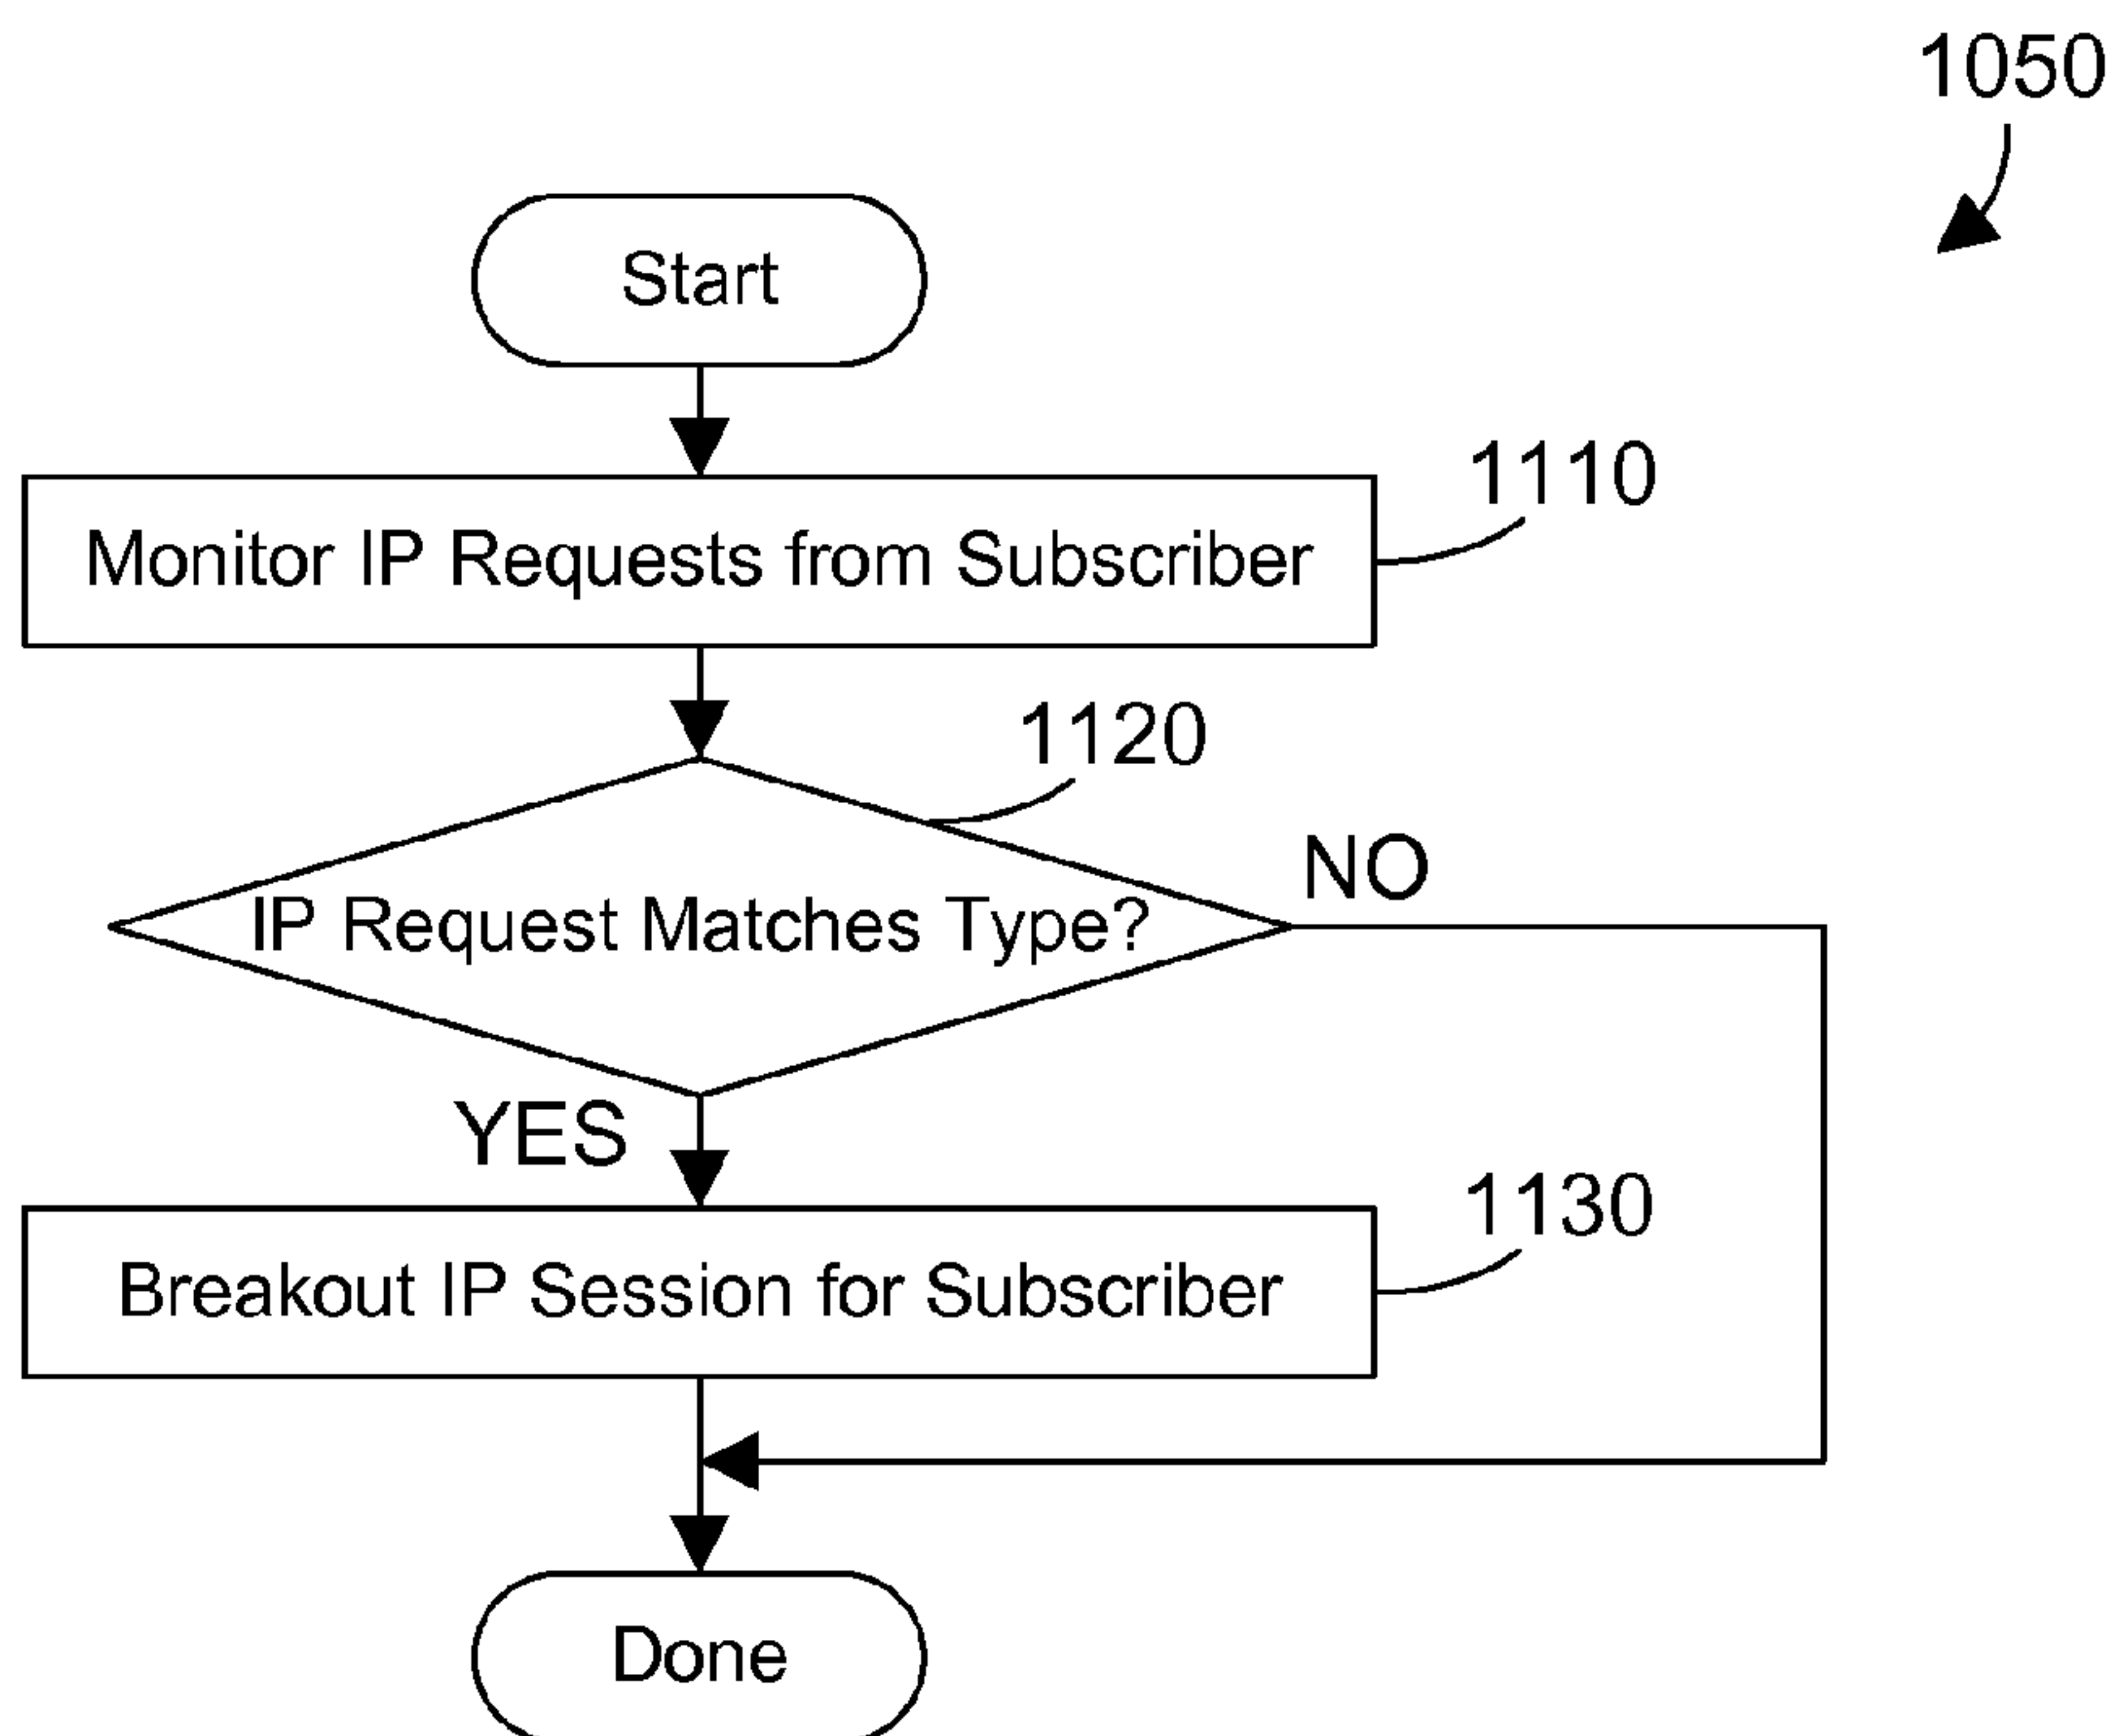 1050
Start
1110
Monitor IP Requests from Subscriber
1120
NO
IP Request Matches Type?
YES
1130
Breakout IP Session for Subscriber
Done